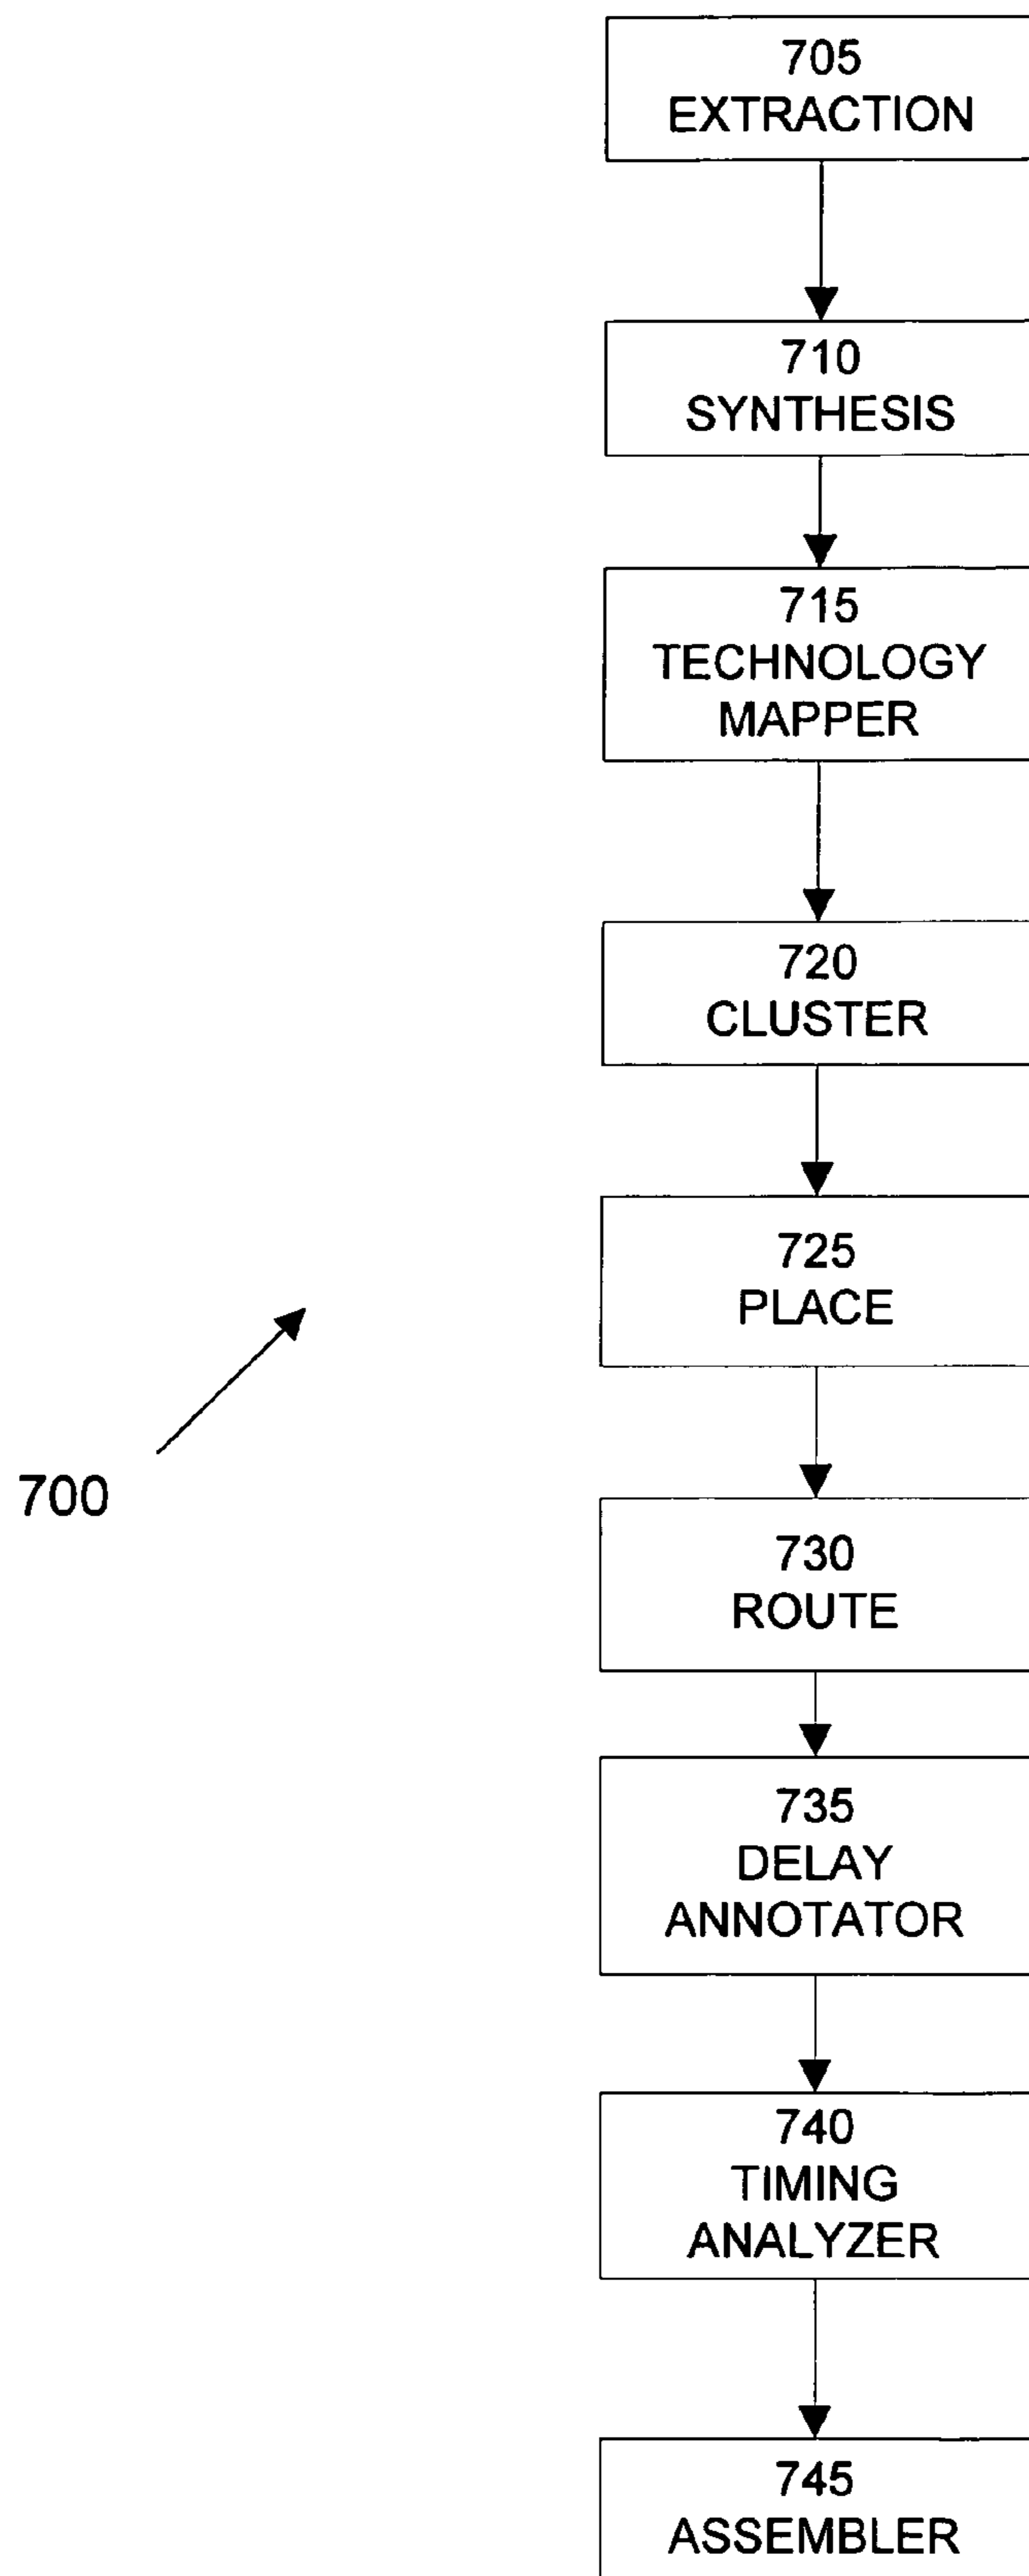 705
EXTRACTION
710
SYNTHESIS
715
TECHNOLOGY
MAPPER
720
CLUSTER
725
PLACE
700
730
ROUTE
735
DELAY
ANNOTATOR
740
TIMING
ANALYZER
745
ASSEMBLER